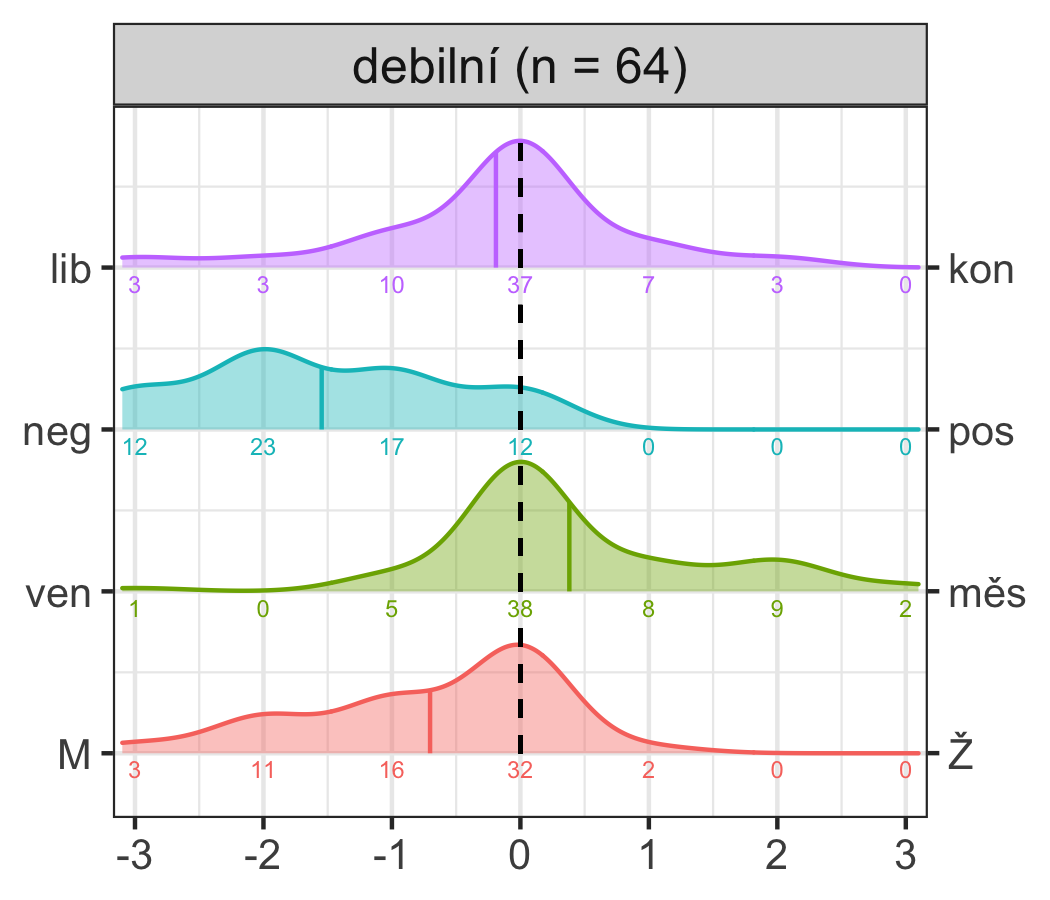 debilní (n = 64)
lib kon
3 3 10 37 7 3 0
neg pos
12 23 17 12 0 0 0
ven měs
1 0 5 38 8 9 2
M Ž
3 11 16 32 2 0 0
-3 -2 -1 0 1 2 3